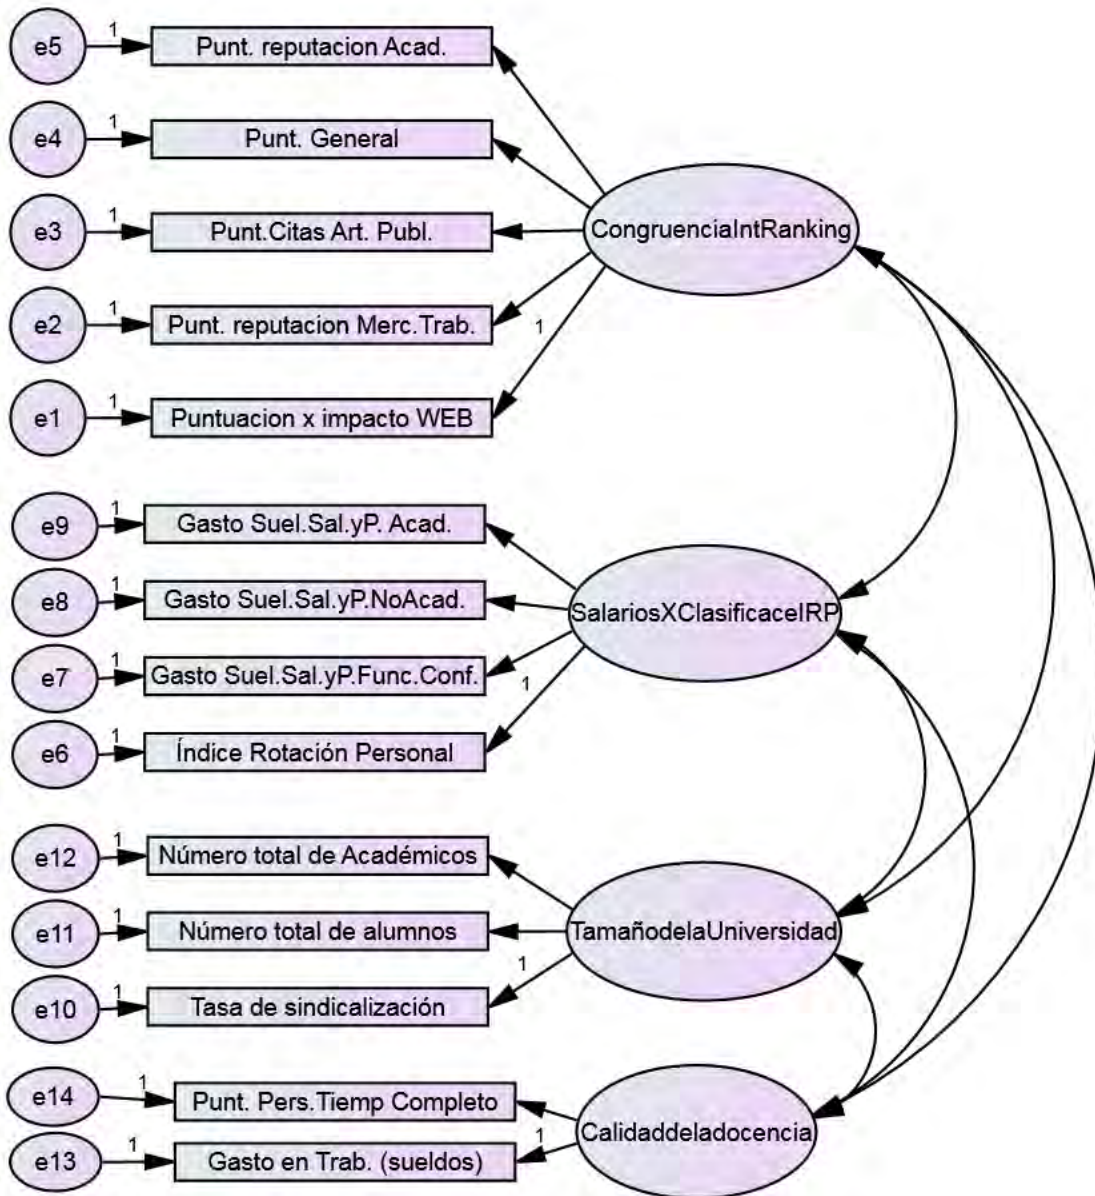 e5
1
Punt. reputacion Acad.
e4
1
Punt. General
e3
1
Punt.Citas Art. Publ.
CongruenciaIntRanking
e2
1
Punt. reputacion Merc.Trab.
1
e1
1
Puntuacion x impacto WEB
e9
1
Gasto Suel.Sal.yP. Acad.
e8
1
Gasto Suel.Sal.yP.NoAcad.
SalariosXClasificaceIRP
e7
1
Gasto Suel.Sal.yP.Func.Conf.
1
e6
1
Índice Rotación Personal
e12
1
Número total de Académicos
e11
1
Número total de alumnos
TamañodelaUniversidad
1
e10
1
Tasa de sindicalización
e14
1
Punt. Pers.Tiemp Completo
Calidaddeladocencia
1
e13
1
Gasto en Trab. (sueldos)